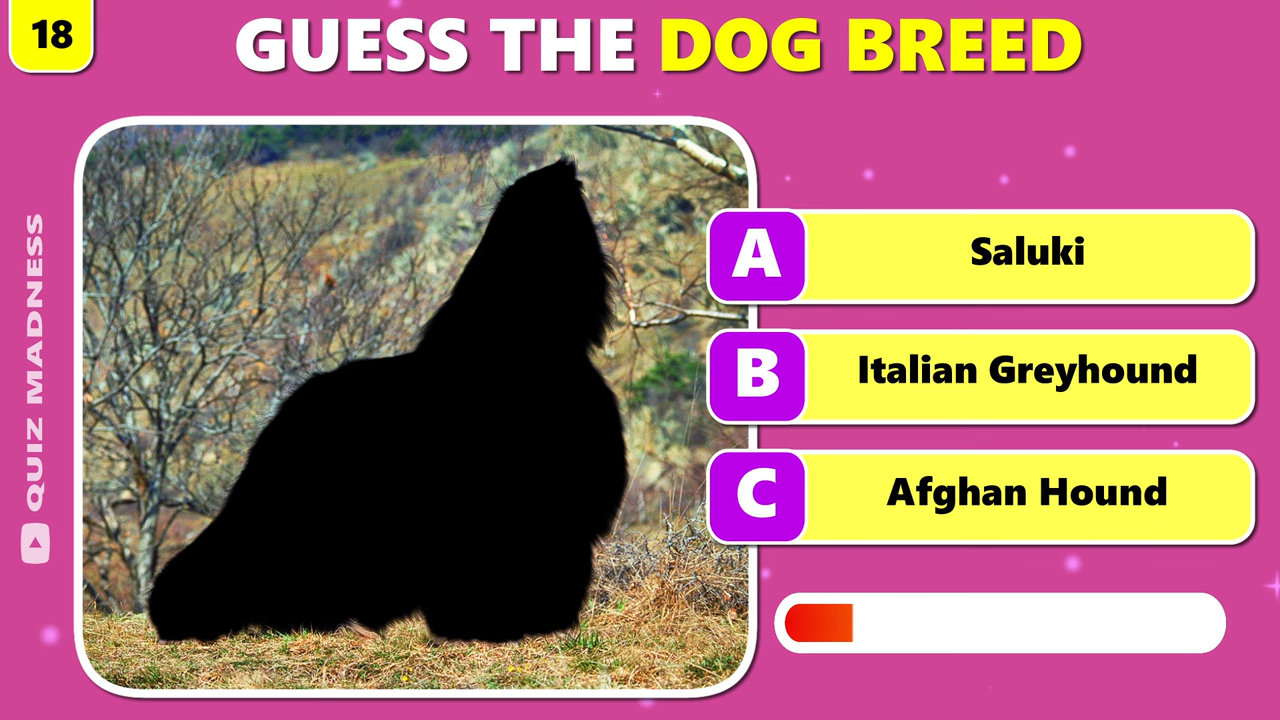 18
GUESS THE DOG BREED
QUIZ MADNESS
A
Saluki
B
Italian Greyhound
C
Afghan Hound